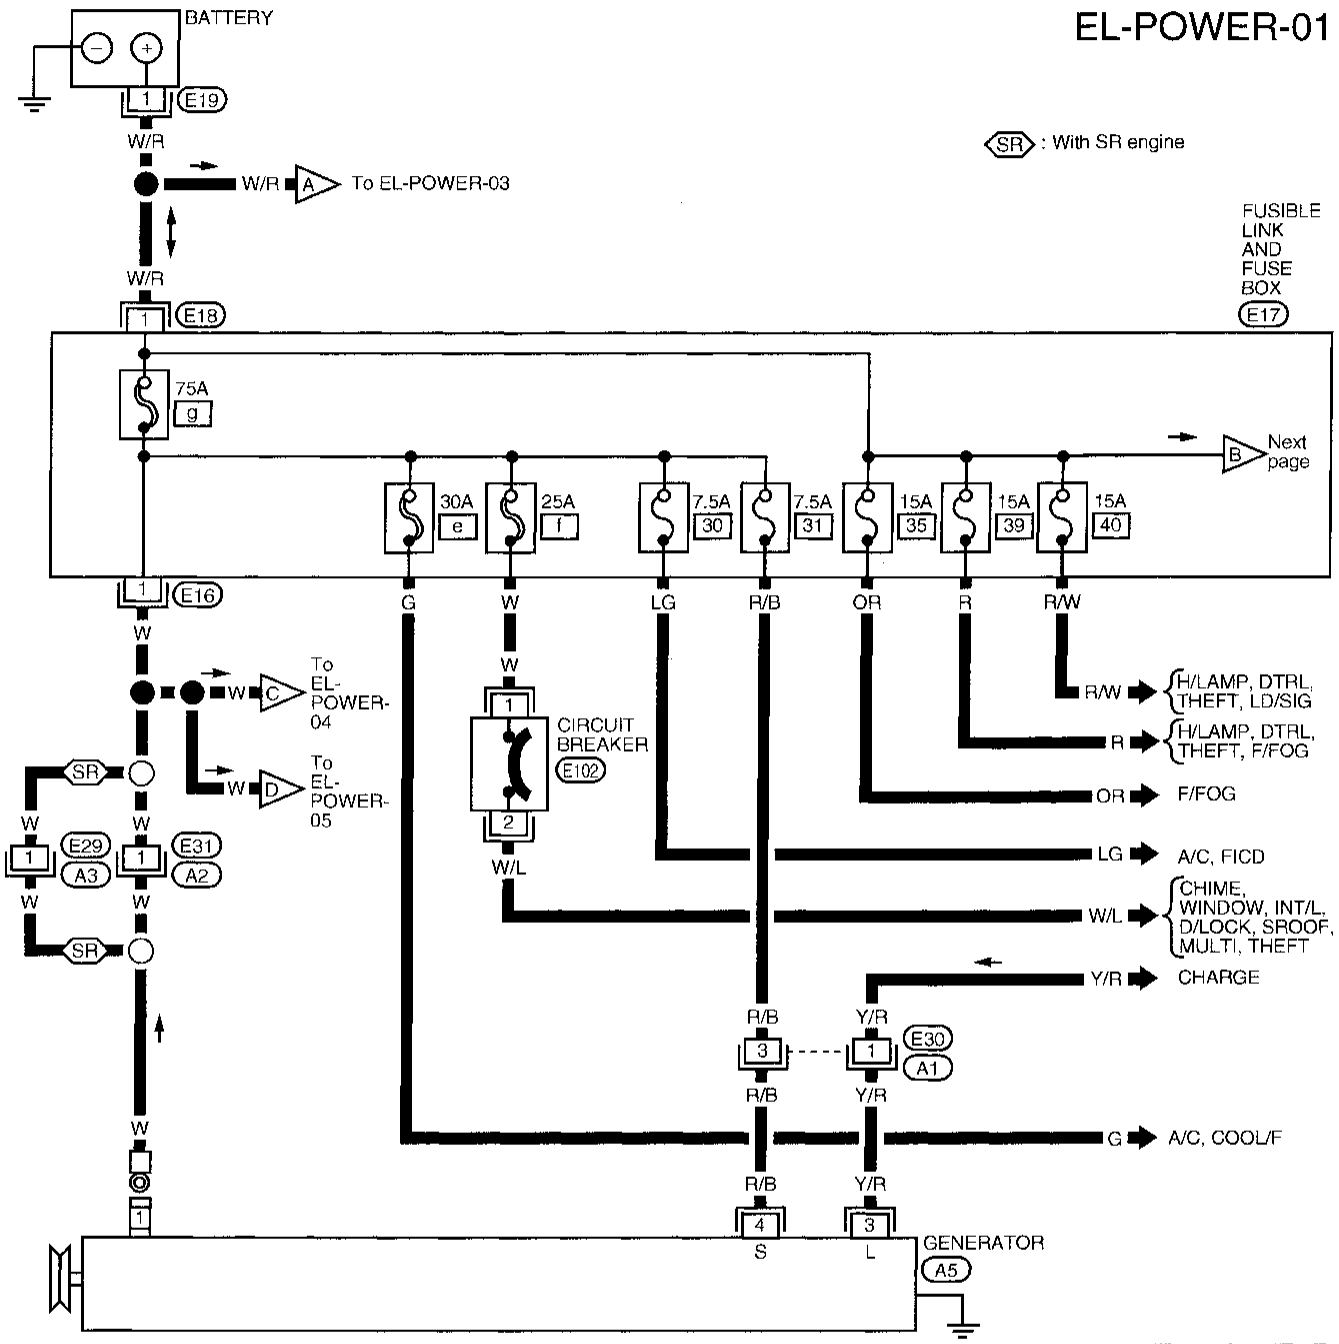 EL-POWER-01
BATTERY
−
+
1
E19
W/R
SR : With SR engine
W/R
A
To EL-POWER-03
FUSIBLE
LINK
AND
FUSE
BOX
E17
W/R
1
E18
75A
g
B
Next
page
30A
e
25A
f
7.5A
30
7.5A
31
15A
35
15A
39
15A
40
1
E16
G
W
LG
R/B
OR
R
R/W
W
W
W
C
To
EL-
POWER-
04
R/W
H/LAMP, DTRL,
THEFT, LD/SIG
1
CIRCUIT
BREAKER
E102
2
R
H/LAMP, DTRL,
THEFT, F/FOG
SR
W
D
To
EL-
POWER-
05
OR
F/FOG
W
W
1
E29
A3
1
E31
A2
W/L
LG
A/C, FICD
W
W
W/L
CHIME,
WINDOW, INT/L,
D/LOCK, SROOF,
MULTI, THEFT
SR
Y/R
CHARGE
R/B
Y/R
3
1
E30
A1
R/B
Y/R
W
G
A/C, COOL/F
R/B
Y/R
1
4
3
S
L
GENERATOR
A5